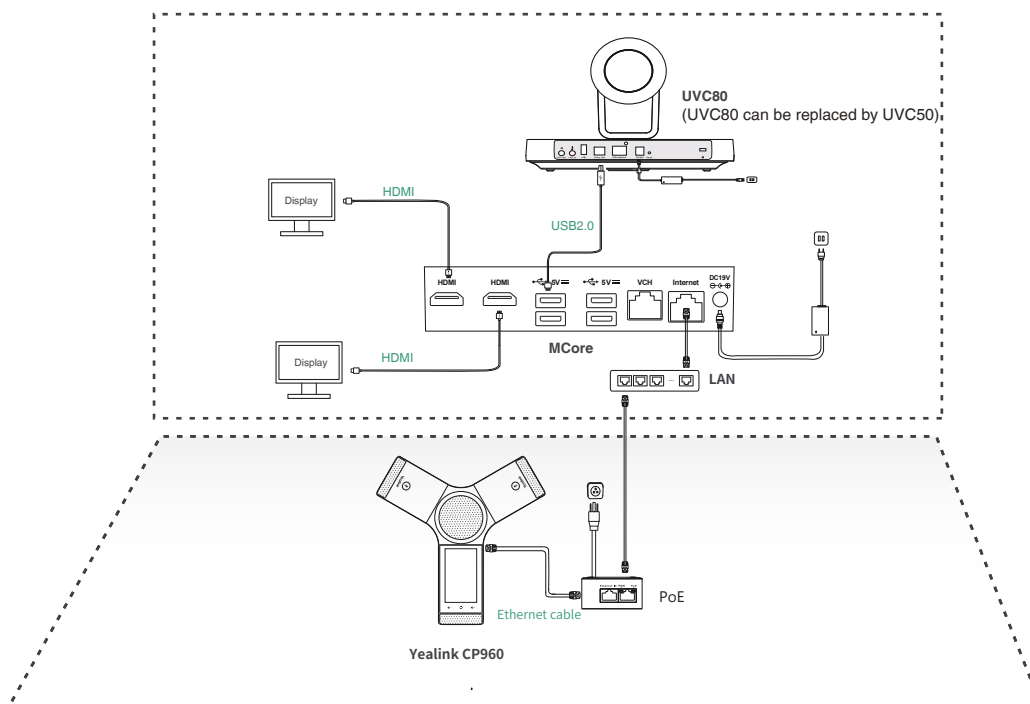 UVC80
(UVC80 can be replaced by UVC50)
Display
HDMI
USB2.0
HDMI
HDMI
5V
5V
VCH
Internet
DC19V
MCore
Display
HDMI
LAN
PoE
Ethernet cable
Yealink CP960